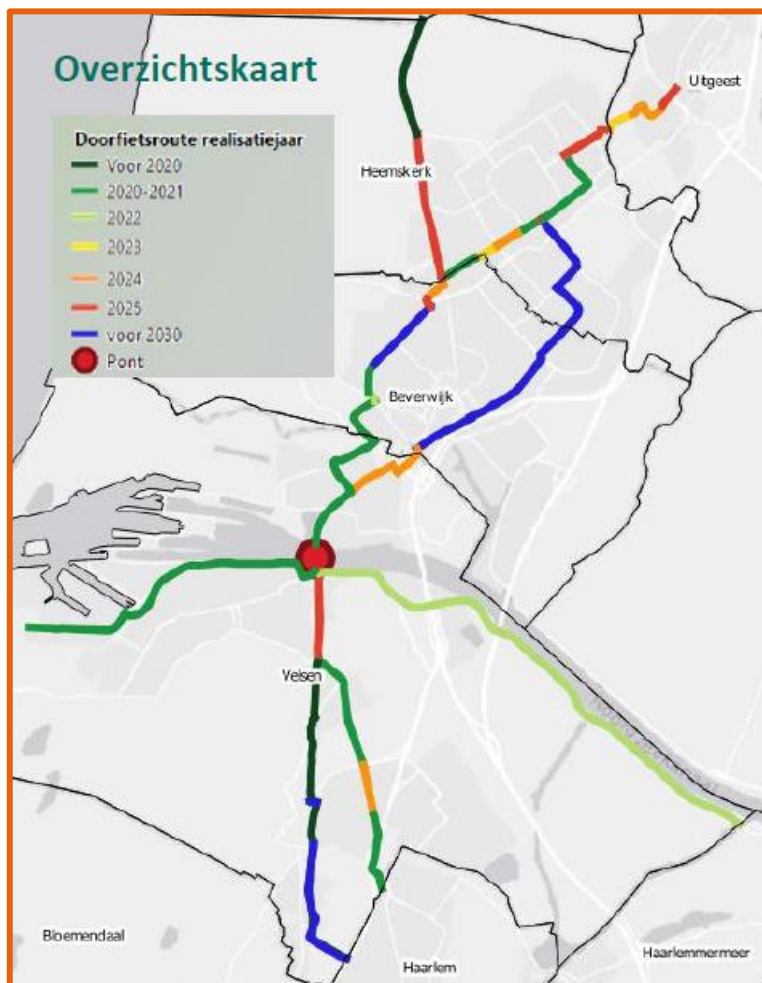 Overzichtskaart
Doorfietsroute realisatiejaar
Voor 2020
2020-2021
2022
2023
2024
2025
voor 2030
Pont
Uitgeest
Heemskerk
Beverwijk
Velsen
Bloemendaal
Haarlem
Haarlemmermeer